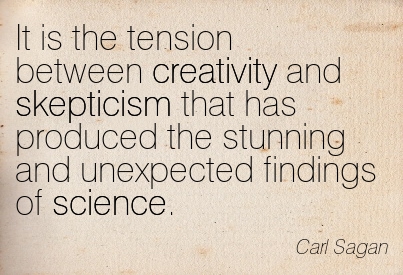 It is the tension
between creativity and
skepticism that has
produced the stunning
and unexpected findings
of science.
Carl Sagan